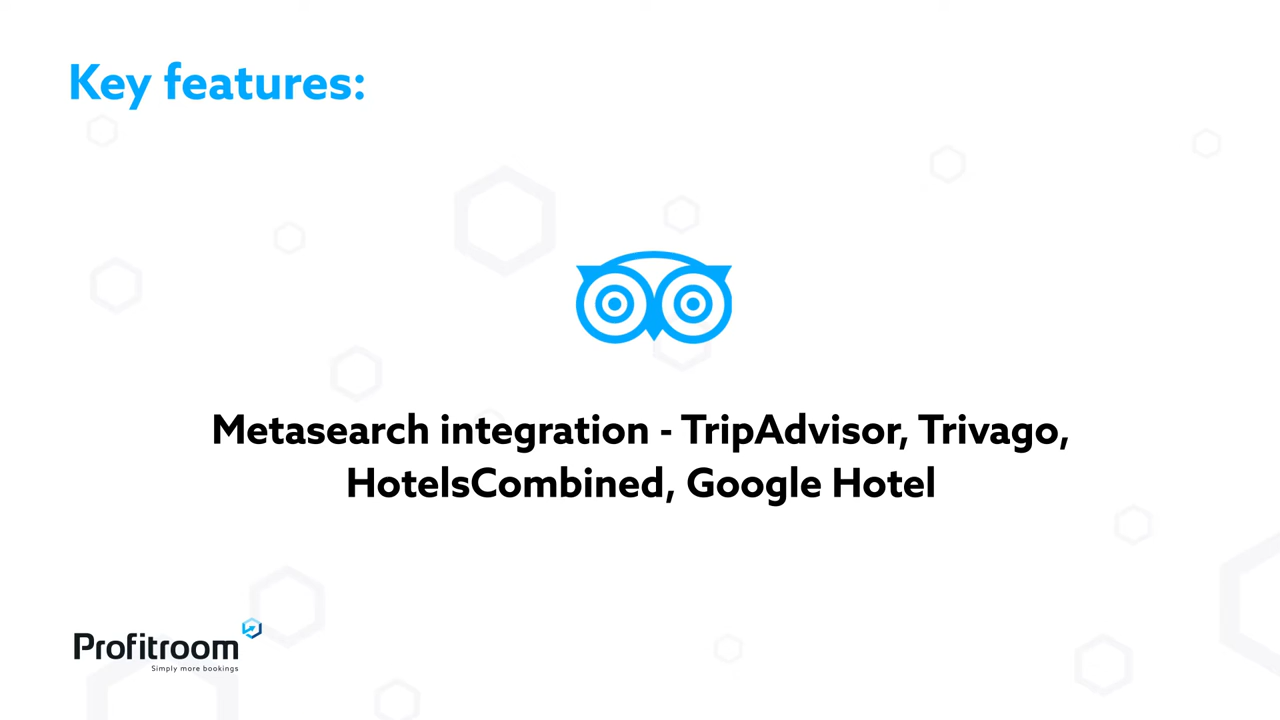 Key features:
Metasearch integration - TripAdvisor, Trivago,
HotelsCombined, Google Hotel
Profitroom
Simply more bookings